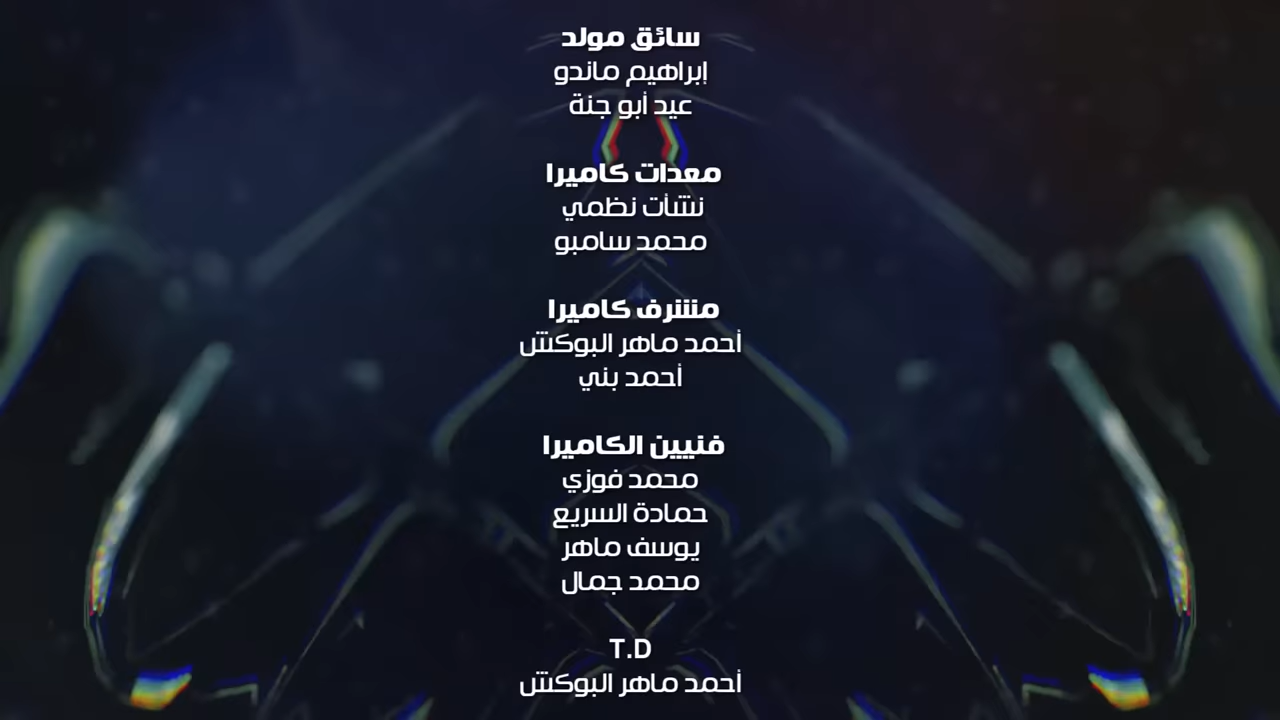 سائق مولد
إبراهيم ماندو
عيد أبو جنة
معدات كاميرا
نشأت نظمي
محمد سامبو
مشرف كاميرا
أحمد ماهر البوكش
أحمد بني
فنيين الكاميرا
محمد فوزي
حمادة السريع
يوسف ماهر
محمد جمال
T.D
أحمد ماهر البوكش